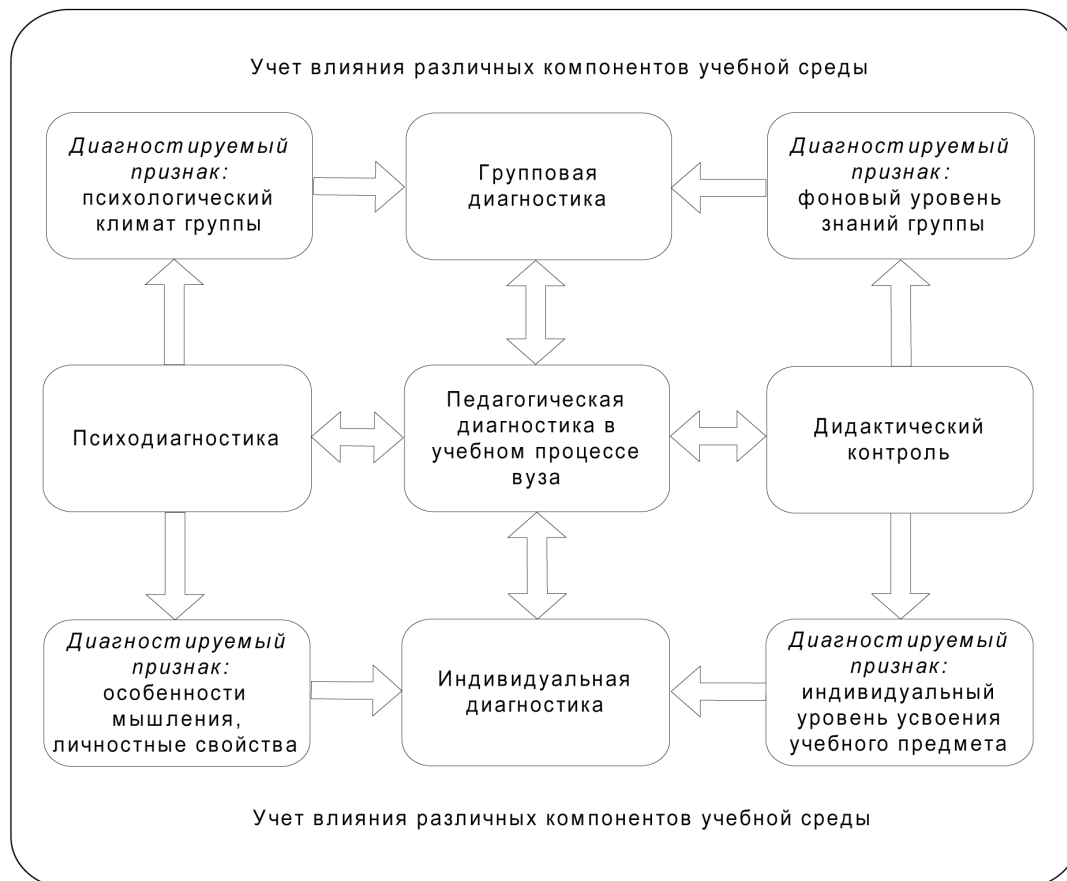 Учет влияния различных компонентов учебной среды
Диагностируемый
признак:
психологический
климат группы
Групповая
диагностика
Диагностируемый
признак:
фоновый уровень
знаний группы
Психодиагностика
Педагогическая
диагностика в
учебном процессе
вуза
Дидактический
контроль
Диагностируемый
признак:
особенности
мышления,
личностные свойства
Индивидуальная
диагностика
Диагностируемый
признак:
индивидуальный
уровень усвоения
учебного предмета
Учет влияния различных компонентов учебной среды